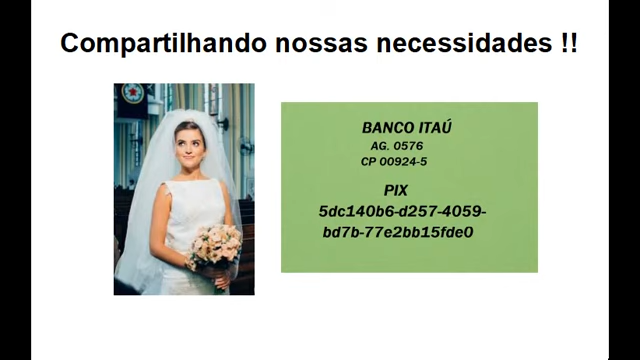 Compartilhando nossas necessidades !!
BANCO ITAÚ
AG. 0576
CP 00924-5
PIX
5dc140b6-d257-4059-
bd7b-77e2bb15fde0